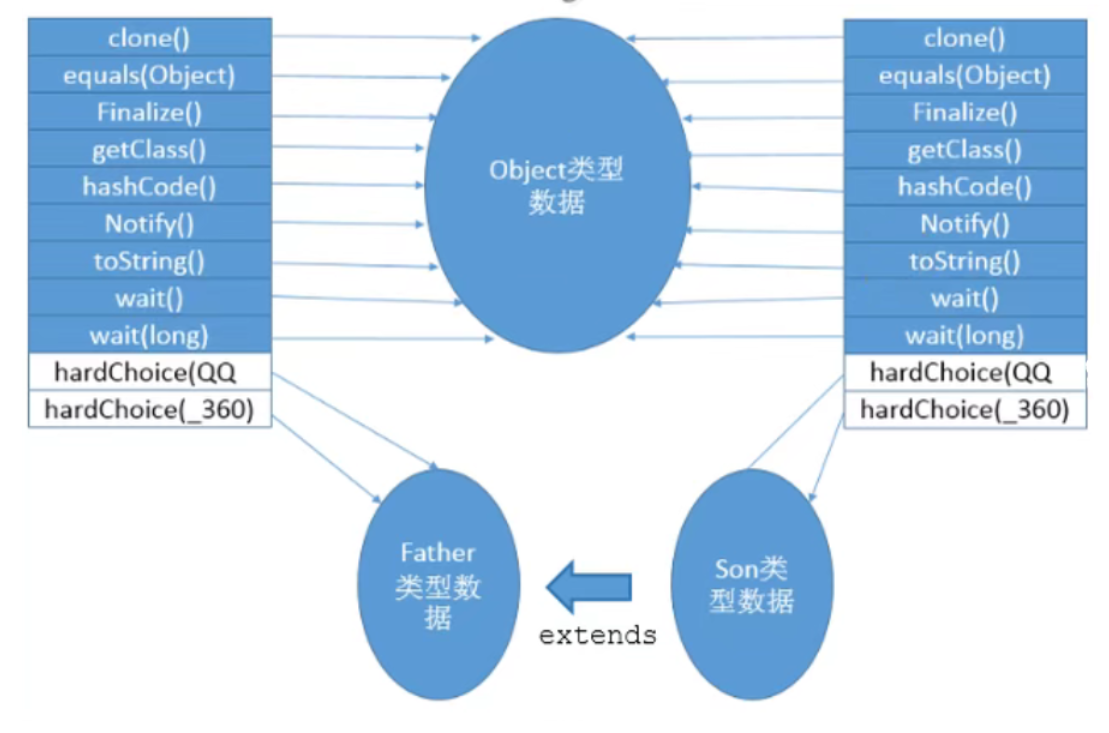 clone()
equals(Object)
Finalize()
getClass()
hashCode()
Notify()
toString()
wait()
wait(long)
hardChoice(QQ
hardChoice(_360)
Object类型
数据
clone()
equals(Object)
Finalize()
getClass()
hashCode()
Notify()
toString()
wait()
wait(long)
hardChoice(QQ
hardChoice(_360)
Father
类型数
据
extends
Son类
型数据